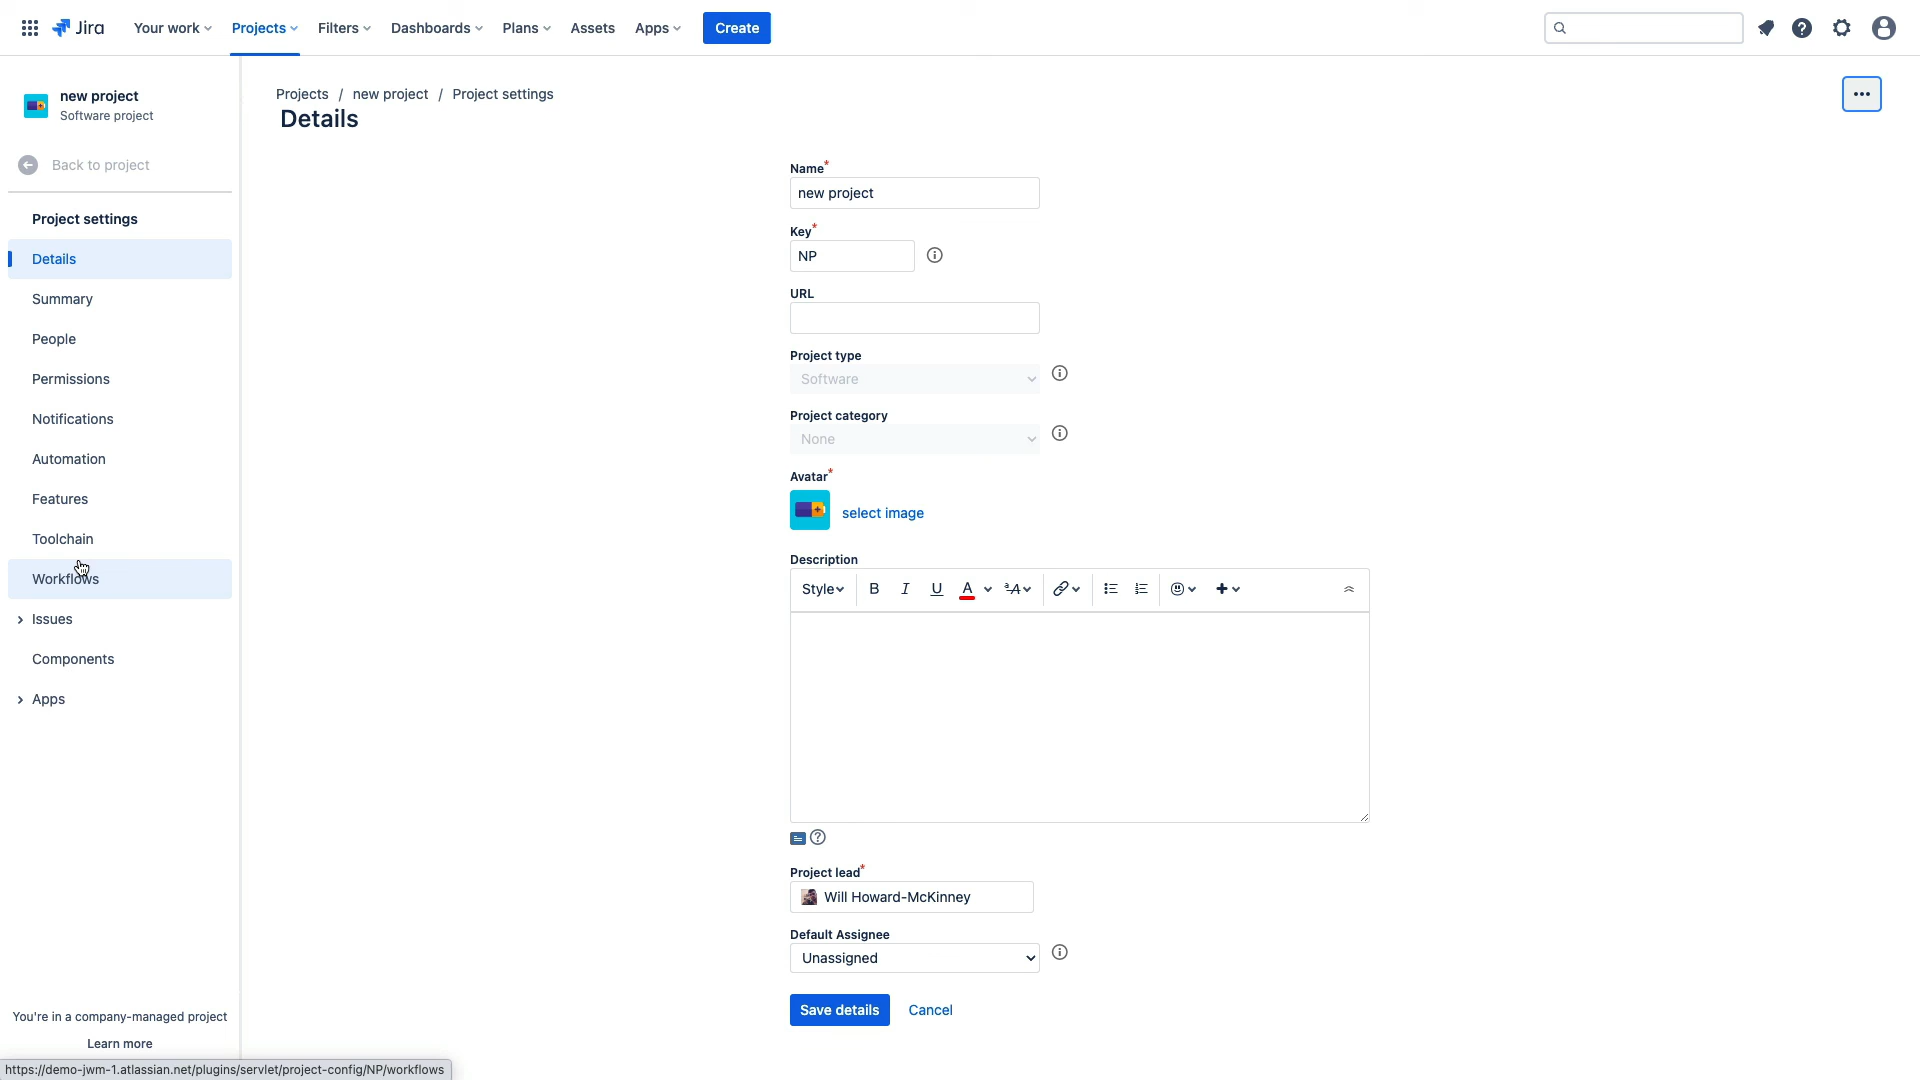 Jira
Your work
Projects
Filters
Dashboards
Plans
Assets
Apps
Create
new project
Software project
Back to project
Project settings
Details
Summary
People
Permissions
Notifications
Automation
Features
Toolchain
Workflows
Issues
Components
Apps
You're in a company-managed project
Learn more
https://demo-jwm-1.atlassian.net/plugins/servlet/project-config/NP/workflows
Projects / new project / Project settings
Details
Name*
new project
Key*
NP
URL
Project type
Software
Project category
None
Avatar*
select image
Description
Style B I U A ªA
Project lead*
Will Howard-McKinney
Default Assignee
Unassigned
Save details Cancel